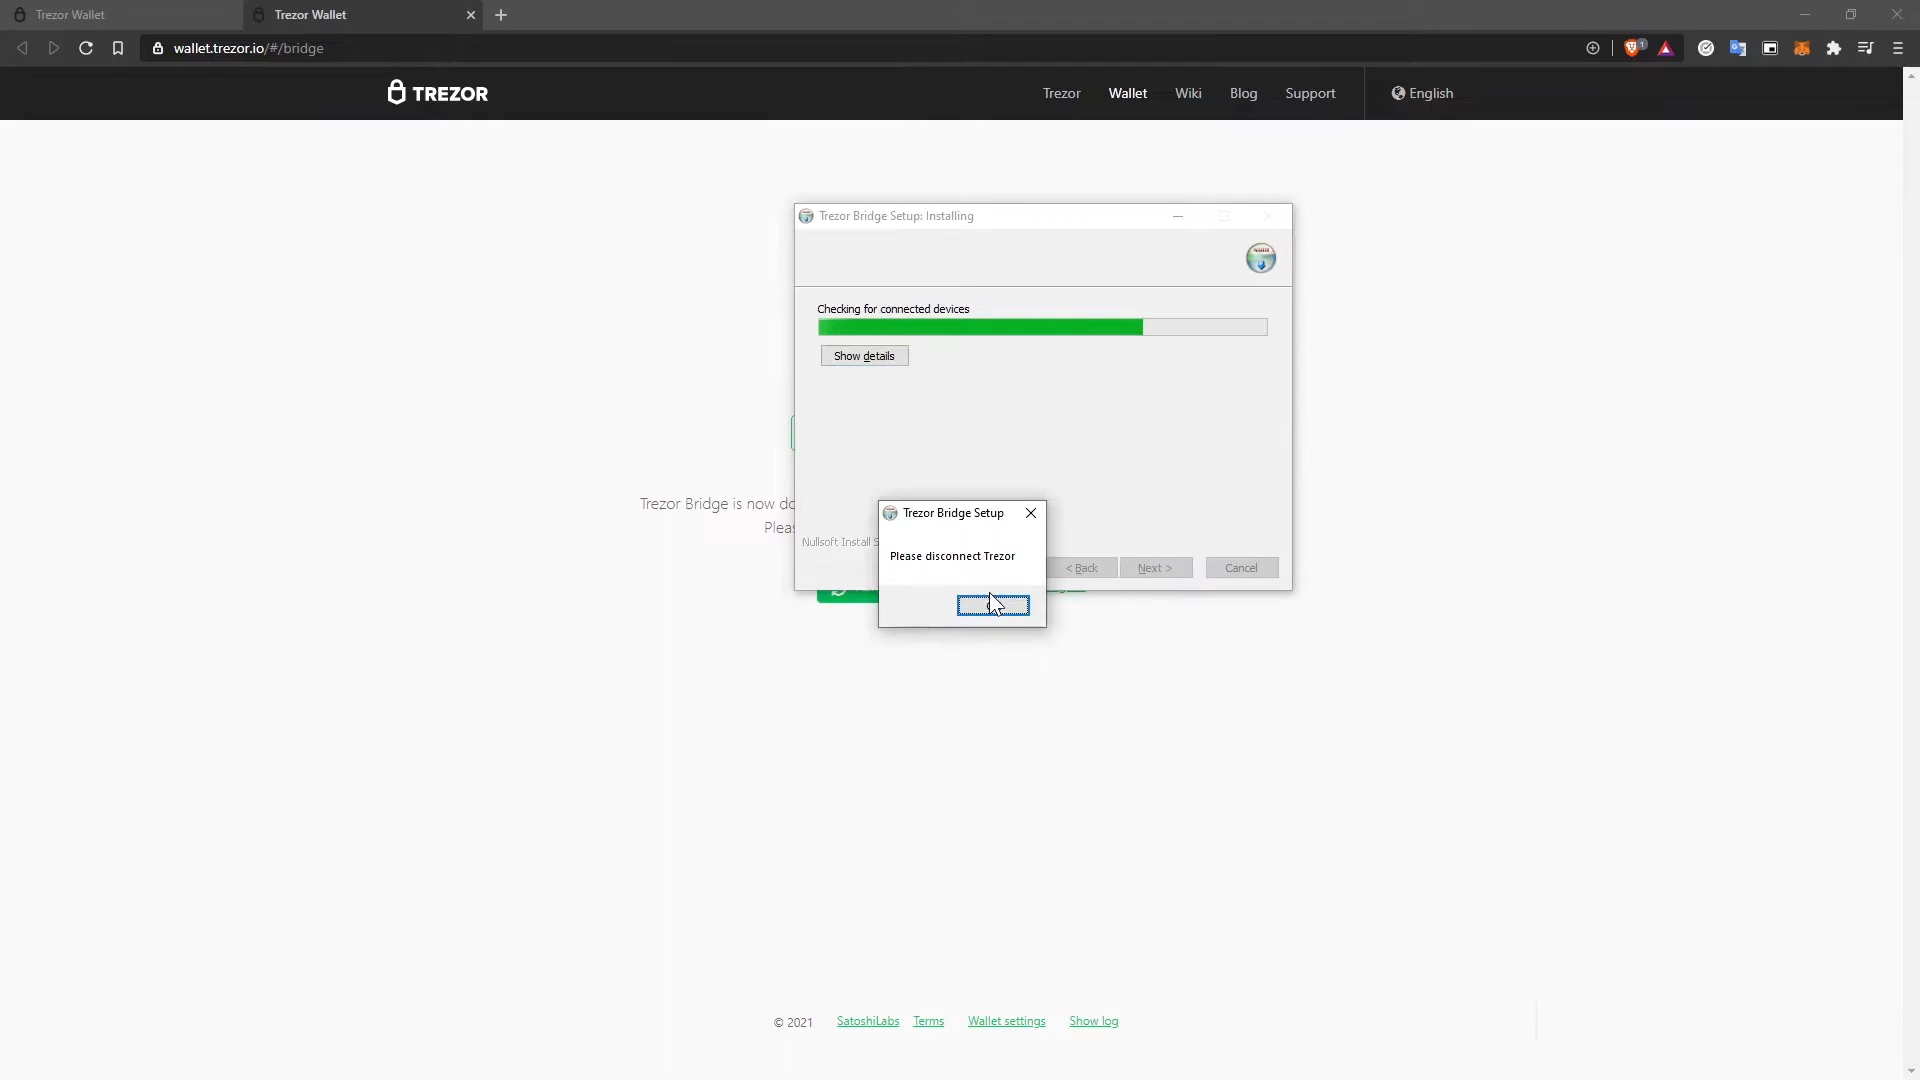 Trezor Wallet
Trezor Wallet
wallet.trezor.io/#/bridge
1
TREZOR
Trezor
Wallet
Wiki
Blog
Support
English
Trezor Bridge Setup: Installing
Checking for connected devices
Show details
Trezor Bridge is now do
Pleas
Nullsoft Install S
Trezor Bridge Setup
Please disconnect Trezor
< Back
Next >
Cancel
© 2021
SatoshiLabs
Terms
Wallet settings
Show log